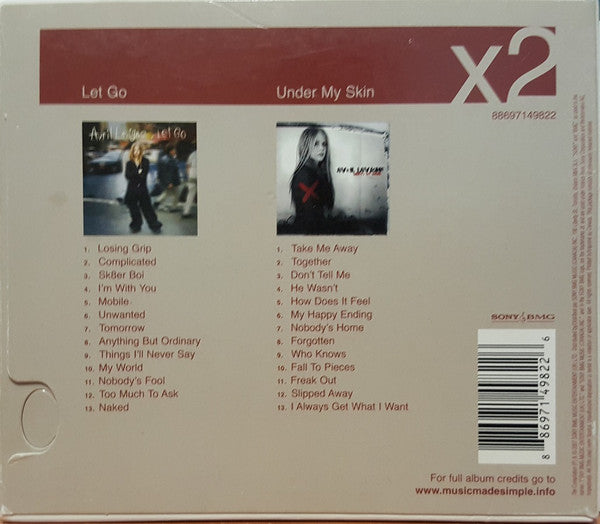 x2
Let Go
Under My Skin
88697149822
Avril Lavigne Let Go
AVRIL LAVIGNE
1. Losing Grip
2. Complicated
3. Sk8er Boi
4. I'm With You
5. Mobile
6. Unwanted
7. Tomorrow
8. Anything But Ordinary
9. Things I'll Never Say
10. My World
11. Nobody's Fool
12. Too Much To Ask
13. Naked
1. Take Me Away
2. Together
3. Don't Tell Me
4. He Wasn't
5. How Does It Feel
6. My Happy Ending
7. Nobody's Home
8. Forgotten
9. Who Knows
10. Fall To Pieces
11. Freak Out
12. Slipped Away
13. I Always Get What I Want
SONY BMG
8 86971 49822 6
For full album credits go to
www.musicmadesimple.info